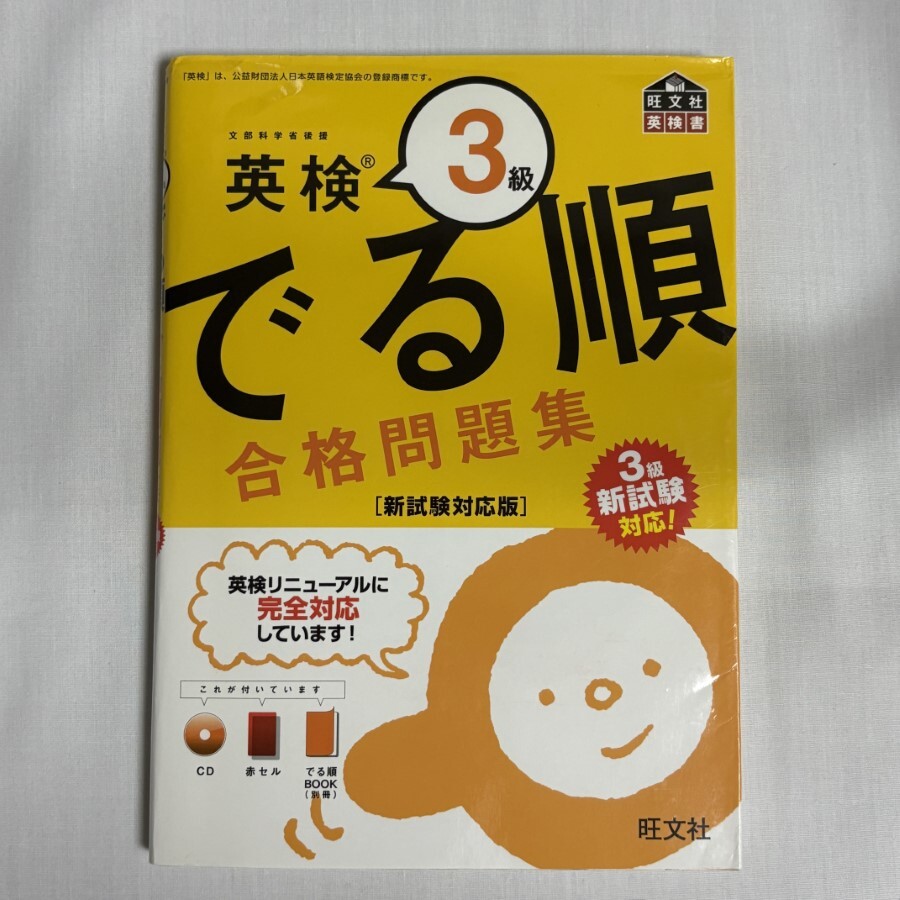 「英検」は、公益財団法人日本英語検定協会の登録商標です。
旺文社
英検書
文部科学省後援
英検®
3級
でる順
合格問題集
[新試験対応版]
3級
新試験
対応!
英検リニューアルに
完全対応
しています!
これが付いています
CD
赤セル
でる順
BOOK
(別冊)
旺文社